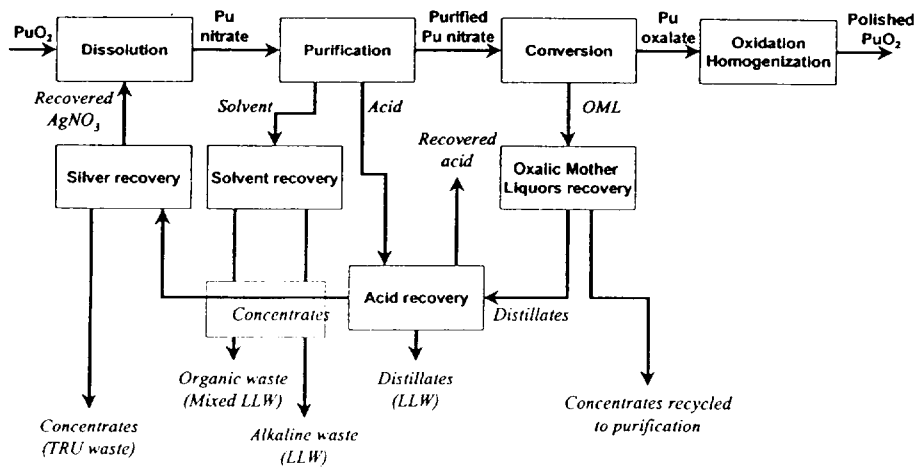 PuO₂
Dissolution
Pu
nitrate
Purification
Purified
Pu nitrate
Conversion
Pu
oxalate
Oxidation
Homogenization
Polished
PuO₂
Recovered
AgNO₃
Solvent
Acid
Recovered
acid
OML
Silver recovery
Solvent recovery
Oxalic Mother
Liquors recovery
Acid recovery
Concentrates
Distillates
Organic waste
(Mixed LLW)
Distillates
(LLW)
Concentrates recycled
to purification
Concentrates
(TRU waste)
Alkaline waste
(LLW)